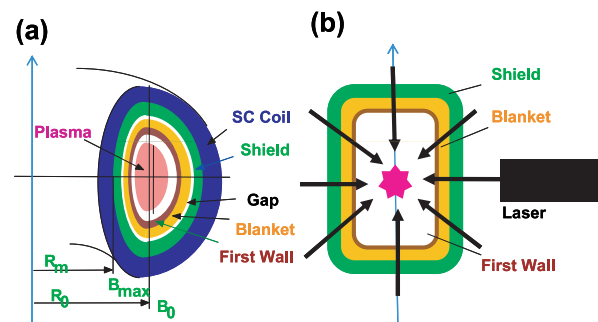 (a)
Plasma
SC Coil
Shield
Gap
Blanket
First Wall
Rm
Bmax
R0
B0
(b)
Shield
Blanket
Laser
First Wall